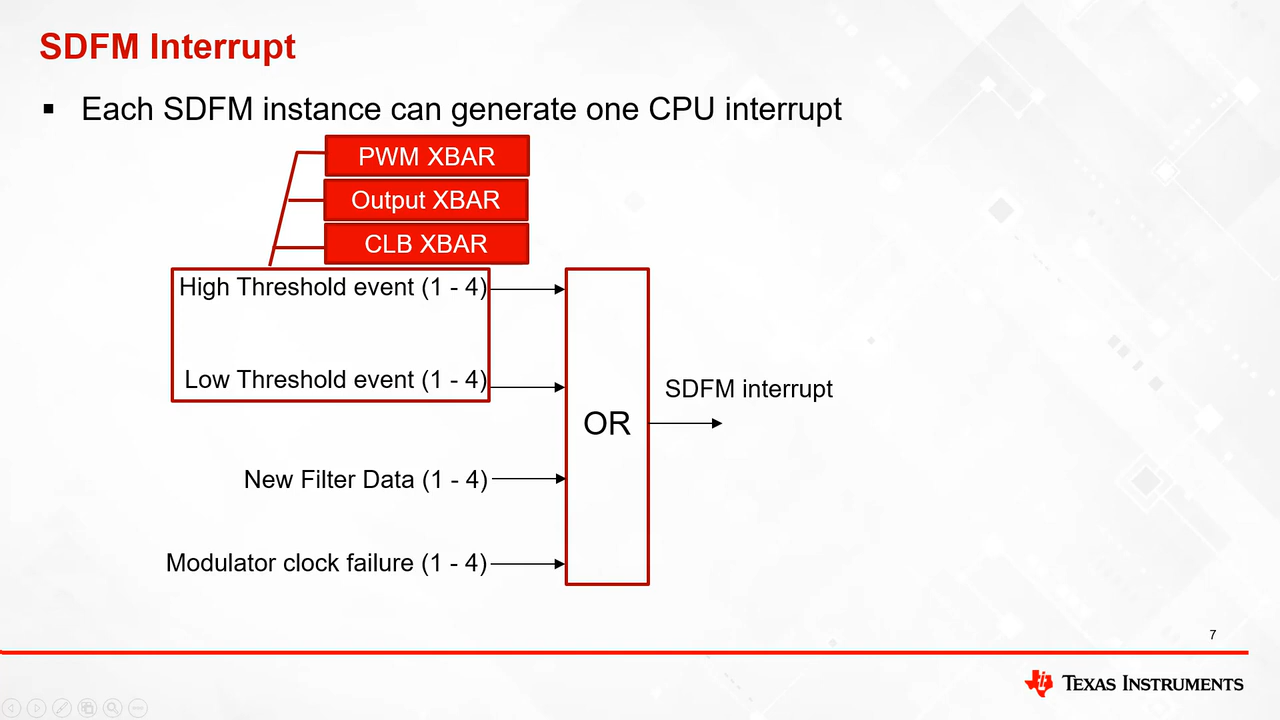 SDFM Interrupt
▪ Each SDFM instance can generate one CPU interrupt
PWM XBAR
Output XBAR
CLB XBAR
High Threshold event (1 - 4)
Low Threshold event (1 - 4)
SDFM interrupt
OR
New Filter Data (1 - 4)
Modulator clock failure (1 - 4)
7
TEXAS INSTRUMENTS